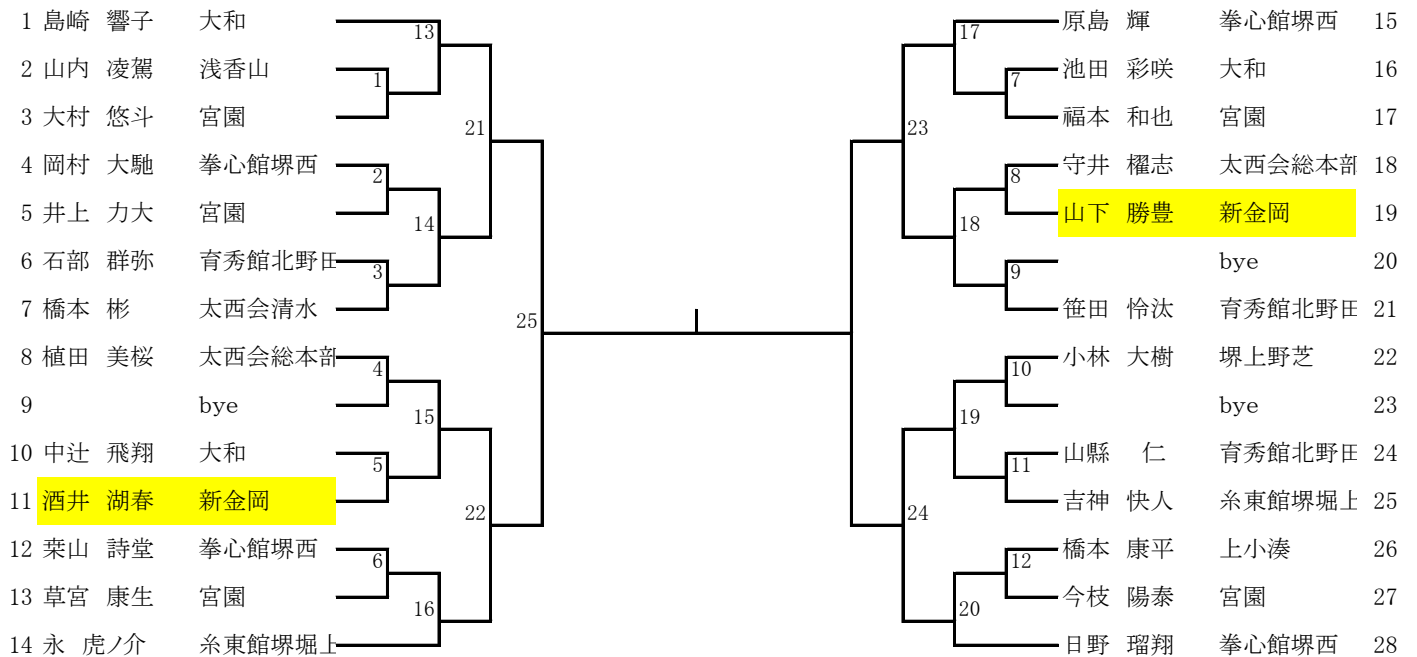 1 島崎 響子 大和
2 山内 凌駕 浅香山
3 大村 悠斗 宮園
4 岡村 大馳 拳心館堺西
5 井上 力大 宮園
6 石部 群弥 育秀館北野田
7 橋本 彬 太西会清水
8 植田 美桜 太西会総本部
9 bye
10 中辻 飛翔 大和
11 酒井 湖春 新金岡
12 桒山 詩堂 拳心館堺西
13 草宮 康生 宮園
14 永 虎ノ介 糸東館堺堀上
13
1
21
2
14
3
25
4
15
5
22
6
16
17
7
23
8
18
9
10
19
11
24
12
20
原島 輝 拳心館堺西 15
池田 彩咲 大和 16
福本 和也 宮園 17
守井 櫂志 太西会総本部 18
山下 勝豊 新金岡 19
bye 20
笹田 怜汰 育秀館北野田 21
小林 大樹 堺上野芝 22
bye 23
山縣 仁 育秀館北野田 24
吉神 快人 糸東館堺堀上 25
橋本 康平 上小湊 26
今枝 陽泰 宮園 27
日野 瑠翔 拳心館堺西 28